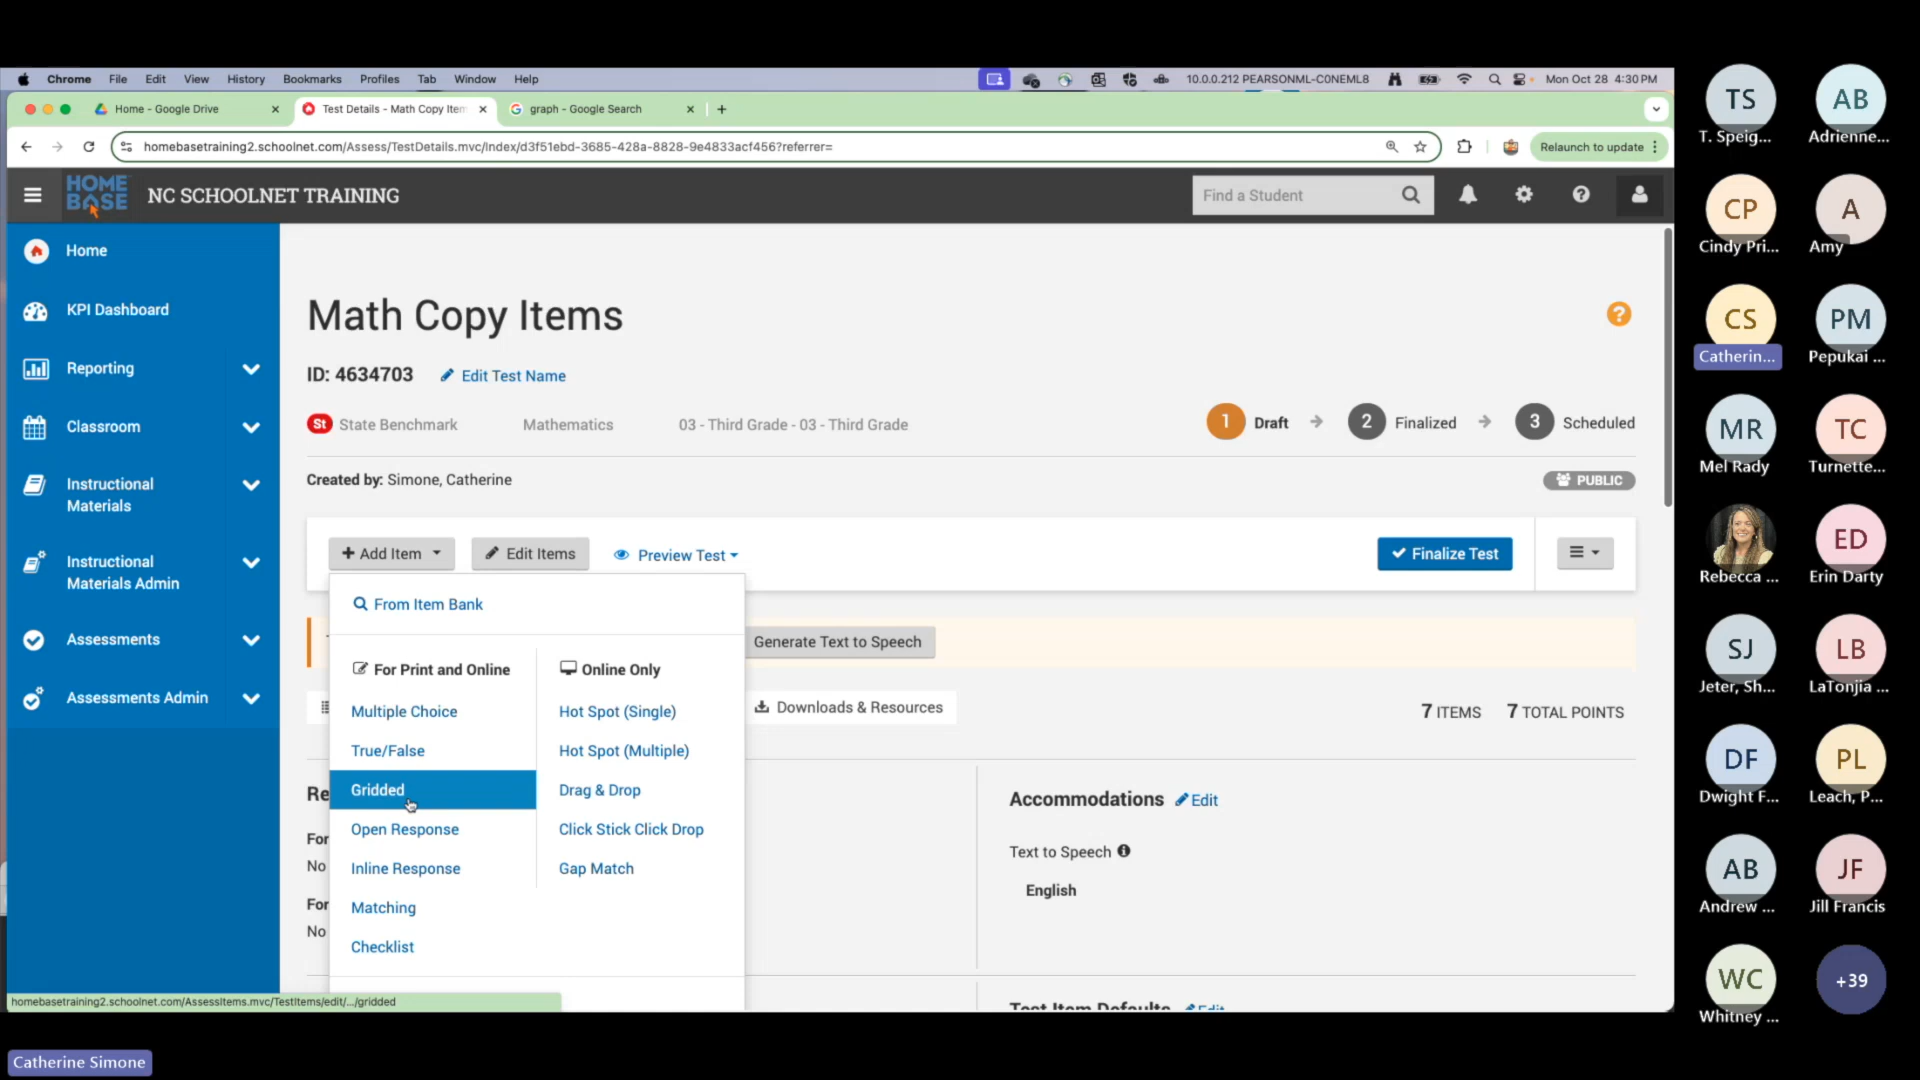 Chrome File Edit View History Bookmarks Profiles Tab Window Help
10.0.0.212 PEARSONML-C0NEML8 Mon Oct 28 4:30 PM
Home - Google Drive
Test Details - Math Copy Item
graph - Google Search
homebasetraining2.schoolnet.com/Assess/TestDetails.mvc/Index/d3f51ebd-3685-428a-8828-9e4833acf456?referrer=
Relaunch to update
HOME BASE
NC SCHOOLNET TRAINING
Find a Student
Home
KPI Dashboard
Reporting
Classroom
Instructional
Materials
Instructional
Materials Admin
Assessments
Assessments Admin
Math Copy Items
ID: 4634703 Edit Test Name
St State Benchmark Mathematics 03 - Third Grade - 03 - Third Grade
1 Draft 2 Finalized 3 Scheduled
Created by: Simone, Catherine
PUBLIC
+ Add Item Edit Items Preview Test
Finalize Test
From Item Bank
Generate Text to Speech
For Print and Online
Multiple Choice
True/False
Gridded
Open Response
Inline Response
Matching
Checklist
Online Only
Hot Spot (Single)
Hot Spot (Multiple)
Drag & Drop
Click Stick Click Drop
Gap Match
Downloads & Resources
7 ITEMS 7 TOTAL POINTS
Re
For
No
For
No
Accommodations Edit
Text to Speech
English
Test Item Defaults Edit
homebasetraining2.schoolnet.com/AssessItems.mvc/TestItems/edit/.../gridded
TS
T. Speig...
AB
Adrienne...
CP
Cindy Pri...
A
Amy
CS
Catherin...
PM
Pepukai ...
MR
Mel Rady
TC
Turnette...
Rebecca ...
ED
Erin Darty
SJ
Jeter, Sh...
LB
LaTonjia ...
DF
Dwight F...
PL
Leach, P...
AB
Andrew ...
JF
Jill Francis
WC
Whitney ...
+39
Catherine Simone